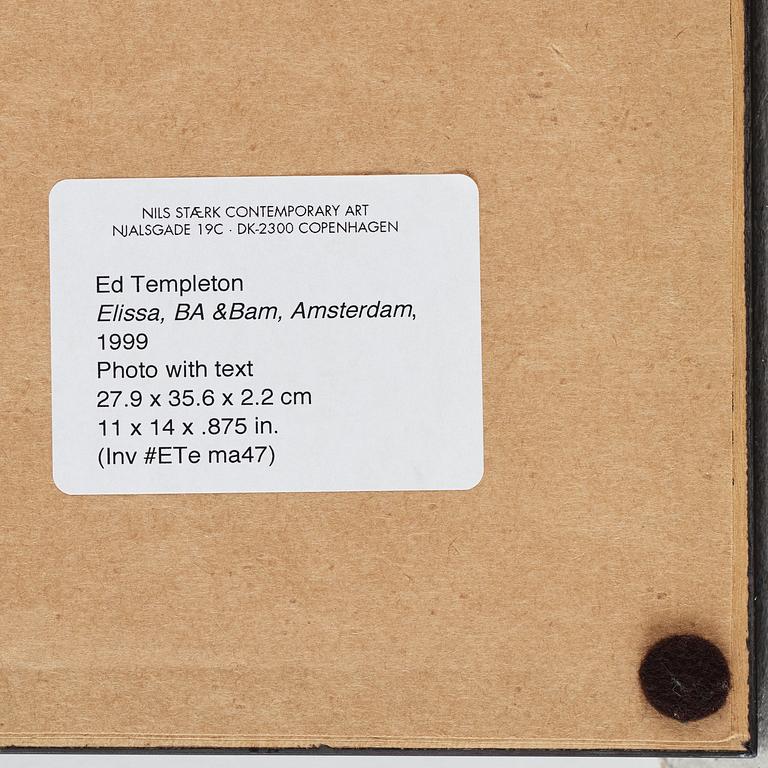 NILS STÆRK CONTEMPORARY ART
NJALSGADE 19C · DK-2300 COPENHAGEN
Ed Templeton
Elissa, BA &Bam, Amsterdam,
1999
Photo with text
27.9 x 35.6 x 2.2 cm
11 x 14 x .875 in.
(Inv #ETe ma47)